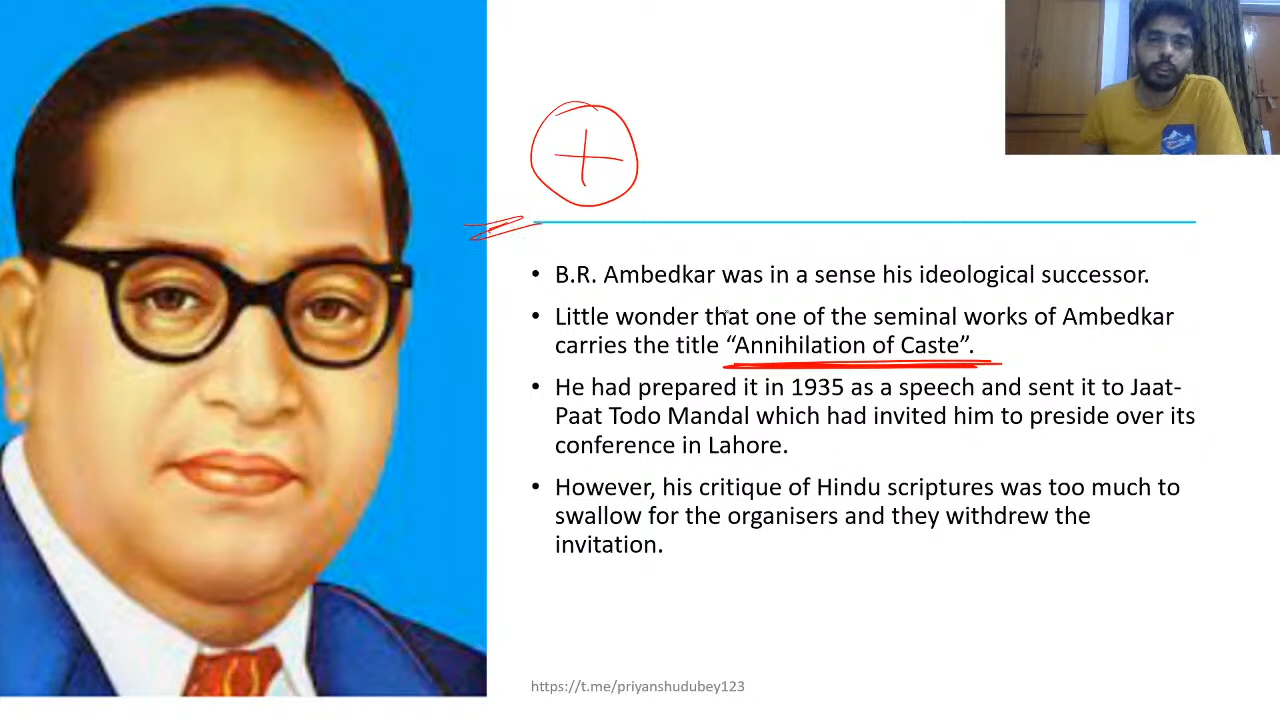 • B.R. Ambedkar was in a sense his ideological successor.
• Little wonder that one of the seminal works of Ambedkar
carries the title “Annihilation of Caste”.
• He had prepared it in 1935 as a speech and sent it to Jaat-
Paat Todo Mandal which had invited him to preside over its
conference in Lahore.
• However, his critique of Hindu scriptures was too much to
swallow for the organisers and they withdrew the
invitation.
https://t.me/priyanshudubey123